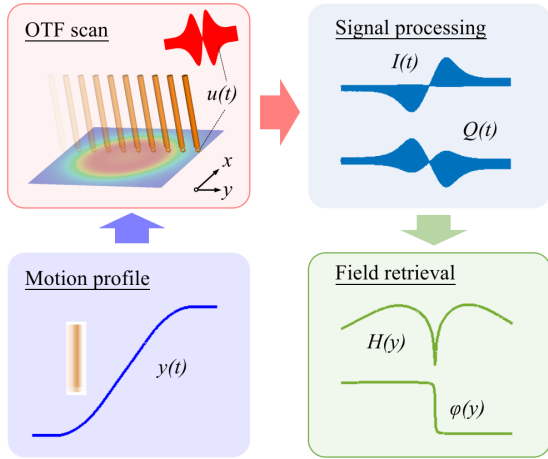 OTF scan
u(t)
x
y
Signal processing
I(t)
Q(t)
Motion profile
y(t)
Field retrieval
H(y)
φ(y)